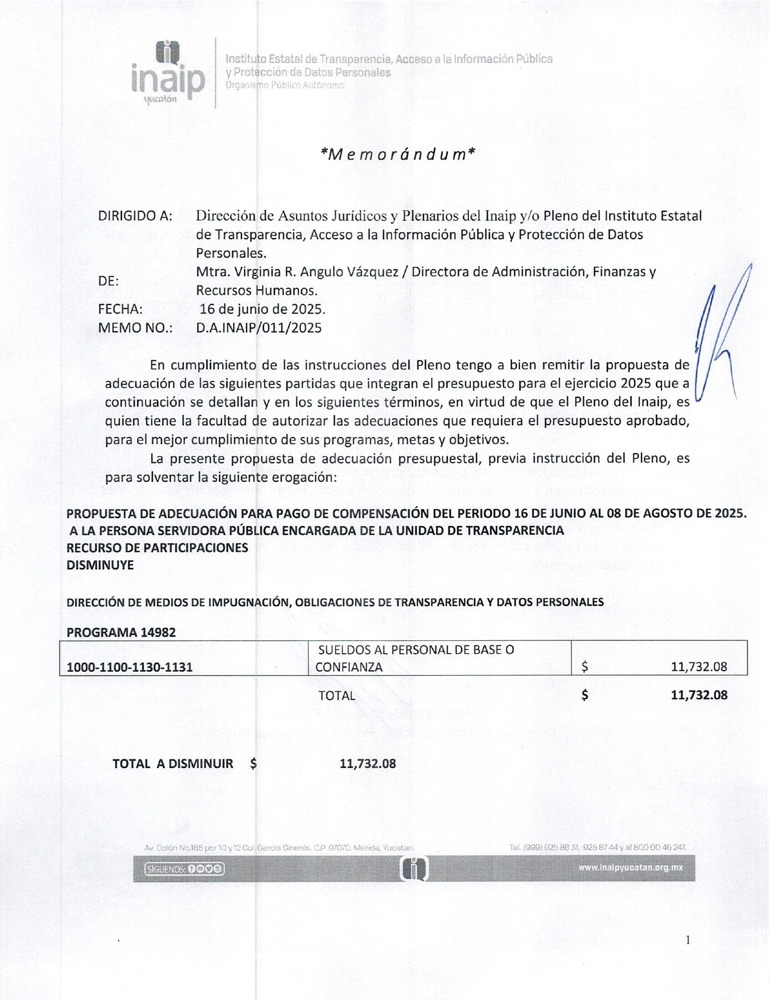 inaip
yucatán
Instituto Estatal de Transparencia, Acceso a la Información Pública
y Protección de Datos Personales
Organismo Público Autónomo
*Memorándum*
DIRIGIDO A: Dirección de Asuntos Jurídicos y Plenarios del Inaip y/o Pleno del Instituto Estatal
de Transparencia, Acceso a la Información Pública y Protección de Datos
Personales.
DE: Mtra. Virginia R. Angulo Vázquez / Directora de Administración, Finanzas y
Recursos Humanos.
FECHA: 16 de junio de 2025.
MEMO NO.: D.A.INAIP/011/2025
En cumplimiento de las instrucciones del Pleno tengo a bien remitir la propuesta de
adecuación de las siguientes partidas que integran el presupuesto para el ejercicio 2025 que a
continuación se detallan y en los siguientes términos, en virtud de que el Pleno del Inaip, es
quien tiene la facultad de autorizar las adecuaciones que requiera el presupuesto aprobado,
para el mejor cumplimiento de sus programas, metas y objetivos.
La presente propuesta de adecuación presupuestal, previa instrucción del Pleno, es
para solventar la siguiente erogación:
PROPUESTA DE ADECUACIÓN PARA PAGO DE COMPENSACIÓN DEL PERIODO 16 DE JUNIO AL 08 DE AGOSTO DE 2025.
A LA PERSONA SERVIDORA PÚBLICA ENCARGADA DE LA UNIDAD DE TRANSPARENCIA
RECURSO DE PARTICIPACIONES
DISMINUYE
DIRECCIÓN DE MEDIOS DE IMPUGNACIÓN, OBLIGACIONES DE TRANSPARENCIA Y DATOS PERSONALES
PROGRAMA 14982
SUELDOS AL PERSONAL DE BASE O
1000-1100-1130-1131 CONFIANZA $ 11,732.08
TOTAL $ 11,732.08
TOTAL A DISMINUIR $ 11,732.08
Av. Colón No.185 por 10 y 12 Col. García Ginerés. C.P. 97070. Mérida, Yucatán. Tel. (999) 925 86 31, 925 87 44 y al 800 00 46 247.
SÍGUENOS: www.inaipyucatan.org.mx
1